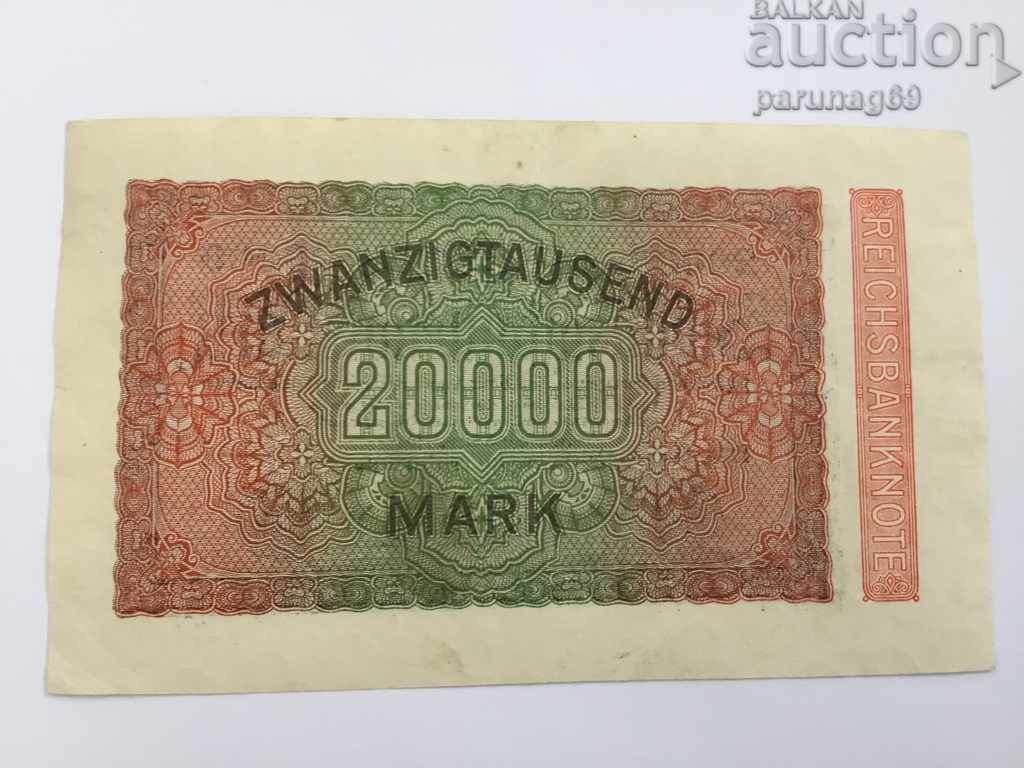 BALKAN
auction
parunag69
ZWANZIGTAUSEND
20000
MARK
REICHSBANKNOTE